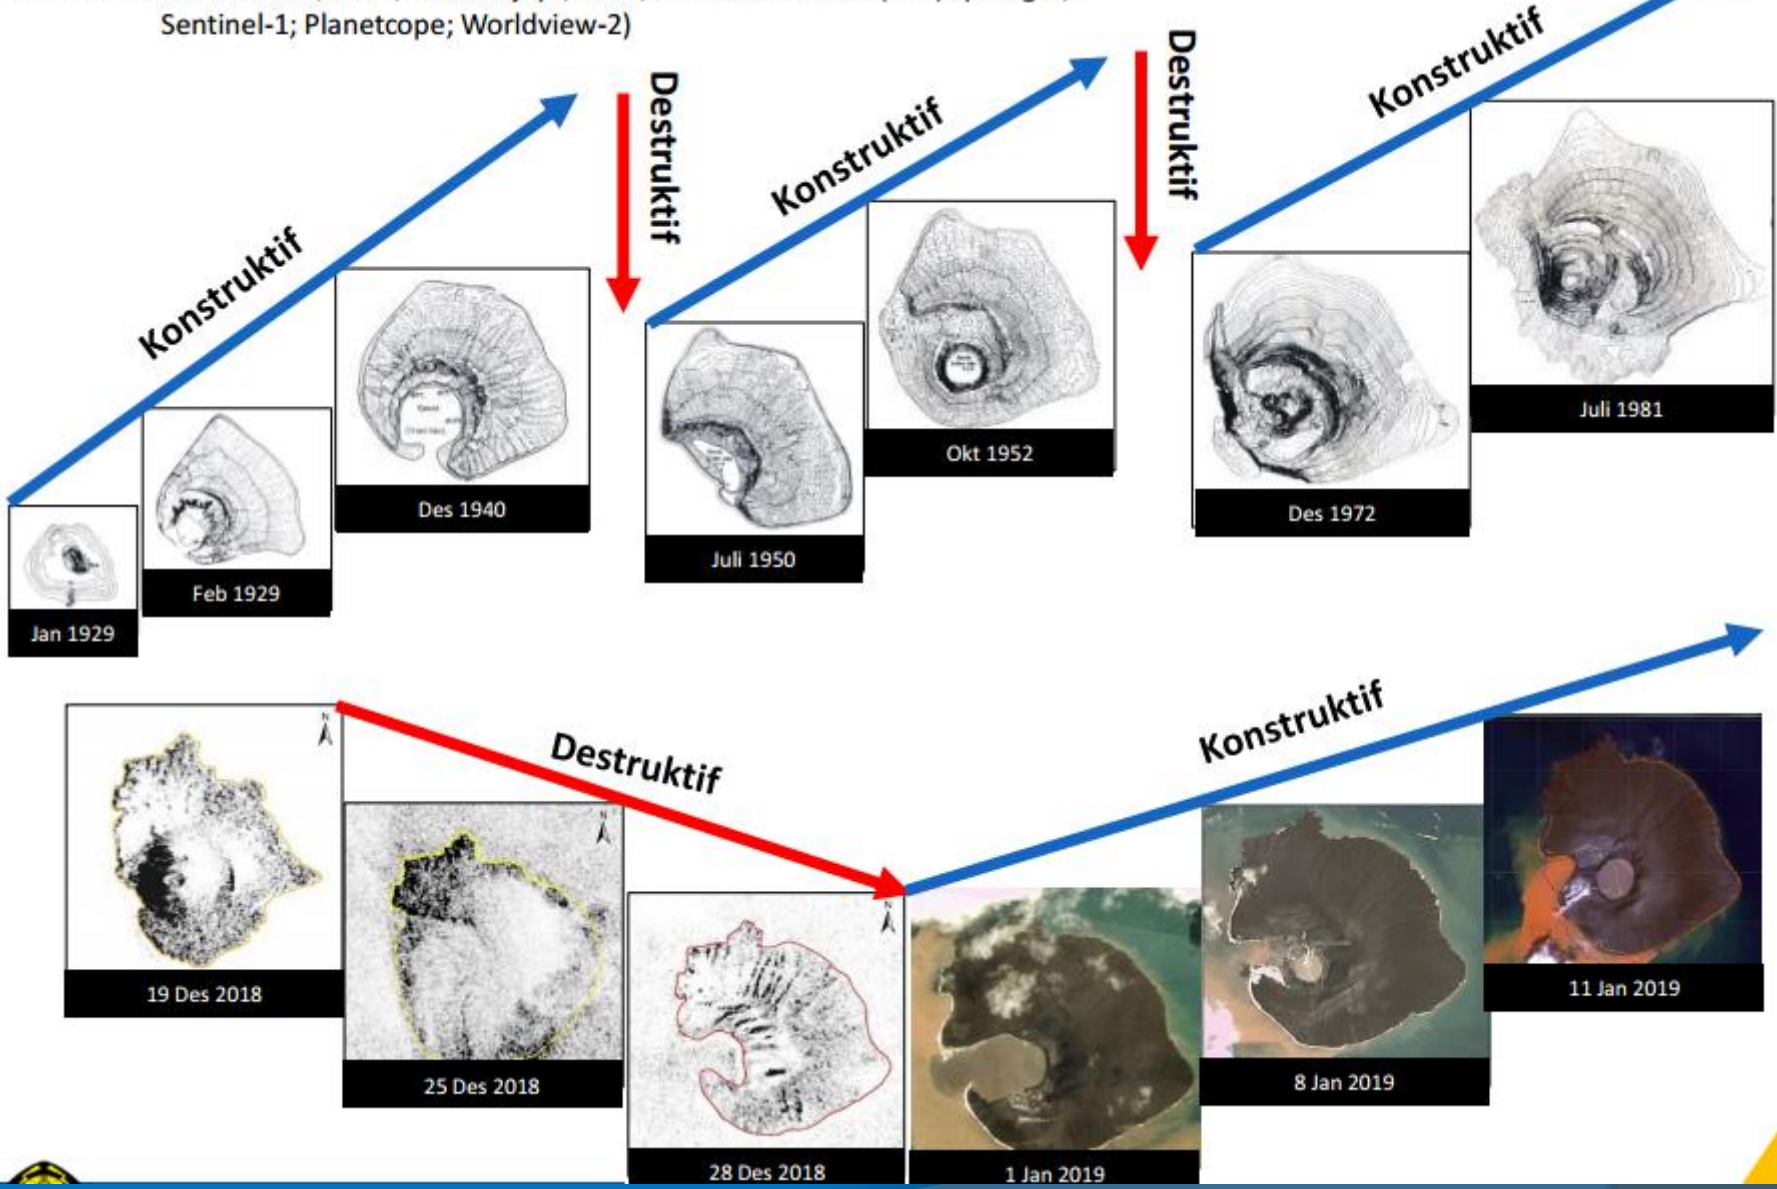 Sentinel-1; Planetcope; Worldview-2)
Konstruktif
Destruktif
Konstruktif
Destruktif
Konstruktif
Jan 1929
Feb 1929
Des 1940
Juli 1950
Okt 1952
Des 1972
Juli 1981
Destruktif
Konstruktif
N
19 Des 2018
N
25 Des 2018
N
28 Des 2018
1 Jan 2019
8 Jan 2019
11 Jan 2019